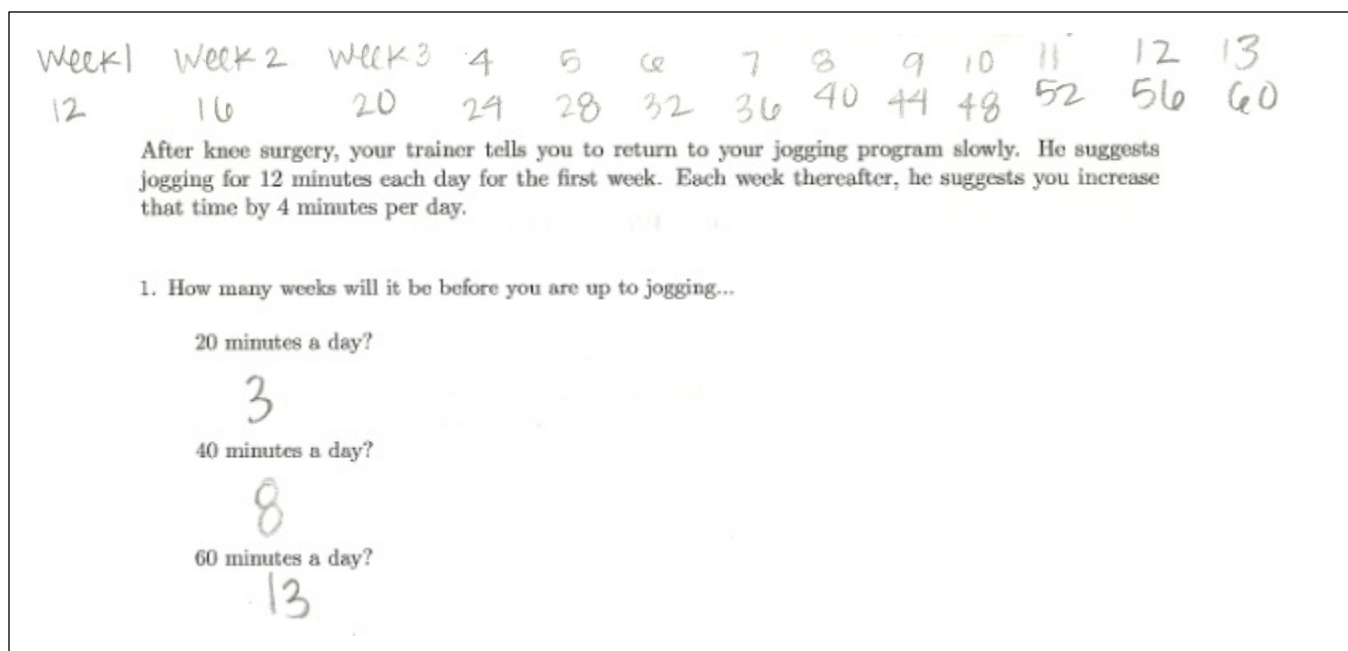 Week1 Week 2 Week 3 4 5 6 7 8 9 10 11 12 13
12 16 20 24 28 32 36 40 44 48 52 56 60
After knee surgery, your trainer tells you to return to your jogging program slowly. He suggests
jogging for 12 minutes each day for the first week. Each week thereafter, he suggests you increase
that time by 4 minutes per day.
1. How many weeks will it be before you are up to jogging...
20 minutes a day?
3
40 minutes a day?
8
60 minutes a day?
13